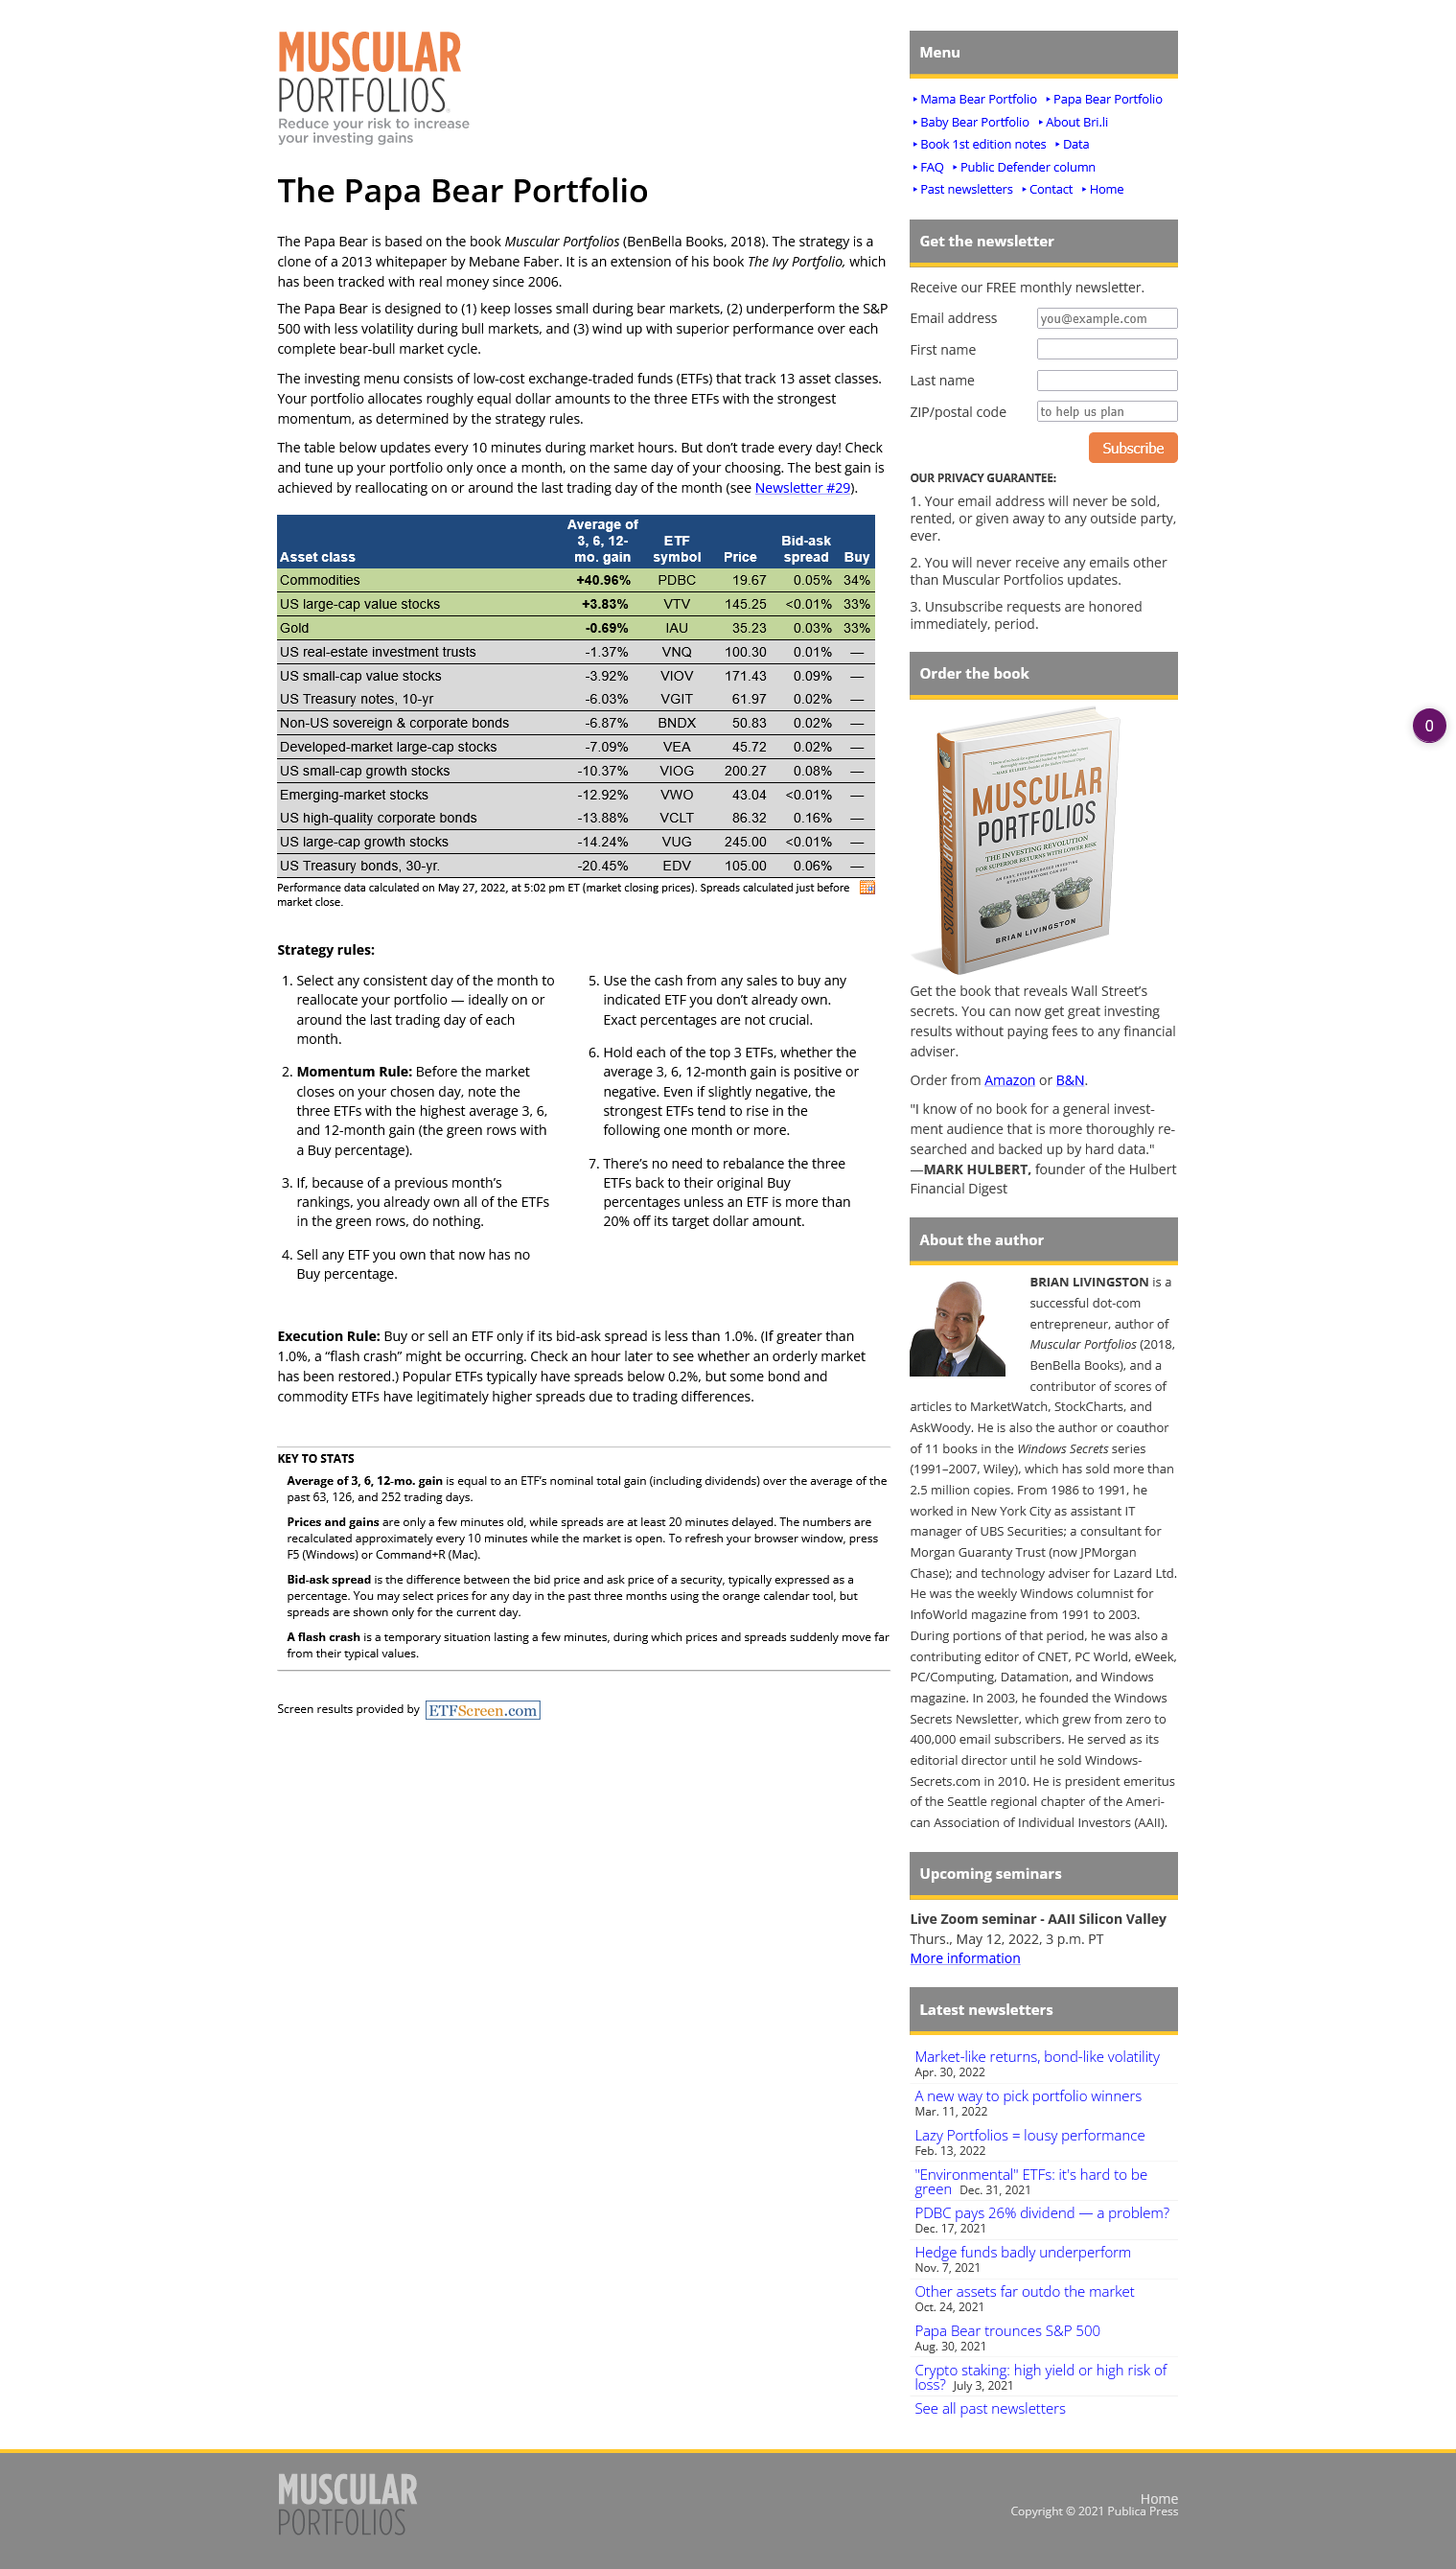 MUSCULAR
PORTFOLIOS
Reduce your risk to increase
your investing gains
The Papa Bear Portfolio
The Papa Bear is based on the book Muscular Portfolios (BenBella Books, 2018). The strategy is a
clone of a 2013 whitepaper by Mebane Faber. It is an extension of his book The Ivy Portfolio, which
has been tracked with real money since 2006.
The Papa Bear is designed to (1) keep losses small during bear markets, (2) underperform the S&P
500 with less volatility during bull markets, and (3) wind up with superior performance over each
complete bear-bull market cycle.
The investing menu consists of low-cost exchange-traded funds (ETFs) that track 13 asset classes.
Your portfolio allocates roughly equal dollar amounts to the three ETFs with the strongest
momentum, as determined by the strategy rules.
The table below updates every 10 minutes during market hours. But don’t trade every day! Check
and tune up your portfolio only once a month, on the same day of your choosing. The best gain is
achieved by reallocating on or around the last trading day of the month (see Newsletter #29).
Average of
3, 6, 12- ETF Bid-ask
Asset class mo. gain symbol Price spread Buy
Commodities +40.96% PDBC 19.67 0.05% 34%
US large-cap value stocks +3.83% VTV 145.25 <0.01% 33%
Gold -0.69% IAU 35.23 0.03% 33%
US real-estate investment trusts -1.37% VNQ 100.30 0.01% —
US small-cap value stocks -3.92% VIOV 171.43 0.09% —
US Treasury notes, 10-yr -6.03% VGIT 61.97 0.02% —
Non-US sovereign & corporate bonds -6.87% BNDX 50.83 0.02% —
Developed-market large-cap stocks -7.09% VEA 45.72 0.02% —
US small-cap growth stocks -10.37% VIOG 200.27 0.08% —
Emerging-market stocks -12.92% VWO 43.04 <0.01% —
US high-quality corporate bonds -13.88% VCLT 86.32 0.16% —
US large-cap growth stocks -14.24% VUG 245.00 <0.01% —
US Treasury bonds, 30-yr. -20.45% EDV 105.00 0.06% —
Performance data calculated on May 27, 2022, at 5:02 pm ET (market closing prices). Spreads calculated just before
market close.
Strategy rules:
1. Select any consistent day of the month to
reallocate your portfolio — ideally on or
around the last trading day of each
month.
2. Momentum Rule: Before the market
closes on your chosen day, note the
three ETFs with the highest average 3, 6,
and 12-month gain (the green rows with
a Buy percentage).
3. If, because of a previous month’s
rankings, you already own all of the ETFs
in the green rows, do nothing.
4. Sell any ETF you own that now has no
Buy percentage.
5. Use the cash from any sales to buy any
indicated ETF you don’t already own.
Exact percentages are not crucial.
6. Hold each of the top 3 ETFs, whether the
average 3, 6, 12-month gain is positive or
negative. Even if slightly negative, the
strongest ETFs tend to rise in the
following one month or more.
7. There’s no need to rebalance the three
ETFs back to their original Buy
percentages unless an ETF is more than
20% off its target dollar amount.
Execution Rule: Buy or sell an ETF only if its bid-ask spread is less than 1.0%. (If greater than
1.0%, a “flash crash” might be occurring. Check an hour later to see whether an orderly market
has been restored.) Popular ETFs typically have spreads below 0.2%, but some bond and
commodity ETFs have legitimately higher spreads due to trading differences.
KEY TO STATS
Average of 3, 6, 12-mo. gain is equal to an ETF’s nominal total gain (including dividends) over the average of the
past 63, 126, and 252 trading days.
Prices and gains are only a few minutes old, while spreads are at least 20 minutes delayed. The numbers are
recalculated approximately every 10 minutes while the market is open. To refresh your browser window, press
F5 (Windows) or Command+R (Mac).
Bid-ask spread is the difference between the bid price and ask price of a security, typically expressed as a
percentage. You may select prices for any day in the past three months using the orange calendar tool, but
spreads are shown only for the current day.
A flash crash is a temporary situation lasting a few minutes, during which prices and spreads suddenly move far
from their typical values.
Screen results provided by ETFScreen.com
Menu
Mama Bear Portfolio Papa Bear Portfolio
Baby Bear Portfolio About Bri.li
Book 1st edition notes Data
FAQ Public Defender column
Past newsletters Contact Home
Get the newsletter
Receive our FREE monthly newsletter.
Email address you@example.com
First name
Last name
ZIP/postal code to help us plan
Subscribe
OUR PRIVACY GUARANTEE:
1. Your email address will never be sold,
rented, or given away to any outside party,
ever.
2. You will never receive any emails other
than Muscular Portfolios updates.
3. Unsubscribe requests are honored
immediately, period.
Order the book
MUSCULAR
PORTFOLIOS
THE INVESTING REVOLUTION
FOR SUPERIOR RETURNS WITH LOWER RISK
BRIAN LIVINGSTON
MUSCULAR PORTFOLIOS
Get the book that reveals Wall Street’s
secrets. You can now get great investing
results without paying fees to any financial
adviser.
Order from Amazon or B&N.
"I know of no book for a general invest-
ment audience that is more thoroughly re-
searched and backed up by hard data."
—MARK HULBERT, founder of the Hulbert
Financial Digest
About the author
BRIAN LIVINGSTON is a
successful dot-com
entrepreneur, author of
Muscular Portfolios (2018,
BenBella Books), and a
contributor of scores of
articles to MarketWatch, StockCharts, and
AskWoody. He is also the author or coauthor
of 11 books in the Windows Secrets series
(1991–2007, Wiley), which has sold more than
2.5 million copies. From 1986 to 1991, he
worked in New York City as assistant IT
manager of UBS Securities; a consultant for
Morgan Guaranty Trust (now JPMorgan
Chase); and technology adviser for Lazard Ltd.
He was the weekly Windows columnist for
InfoWorld magazine from 1991 to 2003.
During portions of that period, he was also a
contributing editor of CNET, PC World, eWeek,
PC/Computing, Datamation, and Windows
magazine. In 2003, he founded the Windows
Secrets Newsletter, which grew from zero to
400,000 email subscribers. He served as its
editorial director until he sold Windows-
Secrets.com in 2010. He is president emeritus
of the Seattle regional chapter of the Ameri-
can Association of Individual Investors (AAII).
Upcoming seminars
Live Zoom seminar - AAII Silicon Valley
Thurs., May 12, 2022, 3 p.m. PT
More information
Latest newsletters
Market-like returns, bond-like volatility
Apr. 30, 2022
A new way to pick portfolio winners
Mar. 11, 2022
Lazy Portfolios = lousy performance
Feb. 13, 2022
"Environmental" ETFs: it's hard to be
green Dec. 31, 2021
PDBC pays 26% dividend — a problem?
Dec. 17, 2021
Hedge funds badly underperform
Nov. 7, 2021
Other assets far outdo the market
Oct. 24, 2021
Papa Bear trounces S&P 500
Aug. 30, 2021
Crypto staking: high yield or high risk of
loss? July 3, 2021
See all past newsletters
0
MUSCULAR
PORTFOLIOS
Home
Copyright © 2021 Publica Press